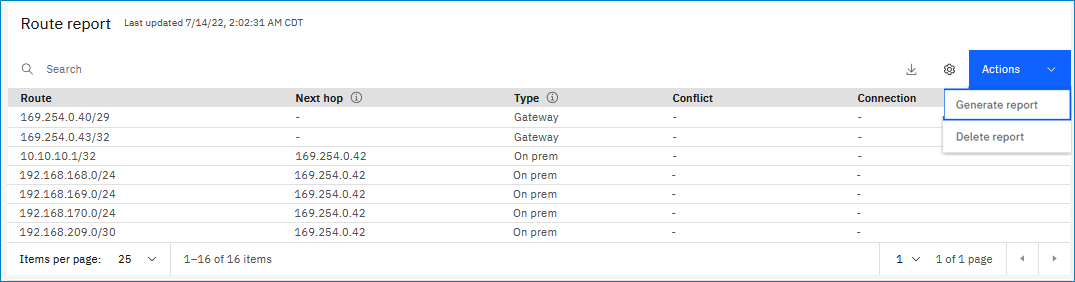 Route report Last updated 7/14/22, 2:02:31 AM CDT
Search Actions
Route Next hop Type Conflict Connection
Generate report
169.254.0.40/29 - Gateway - -
169.254.0.43/32 - Gateway - -
Delete report
10.10.10.1/32 169.254.0.42 On prem - -
192.168.168.0/24 169.254.0.42 On prem - -
192.168.169.0/24 169.254.0.42 On prem - -
192.168.170.0/24 169.254.0.42 On prem - -
192.168.209.0/30 169.254.0.42 On prem - -
Items per page: 25 1–16 of 16 items 1 1 of 1 page